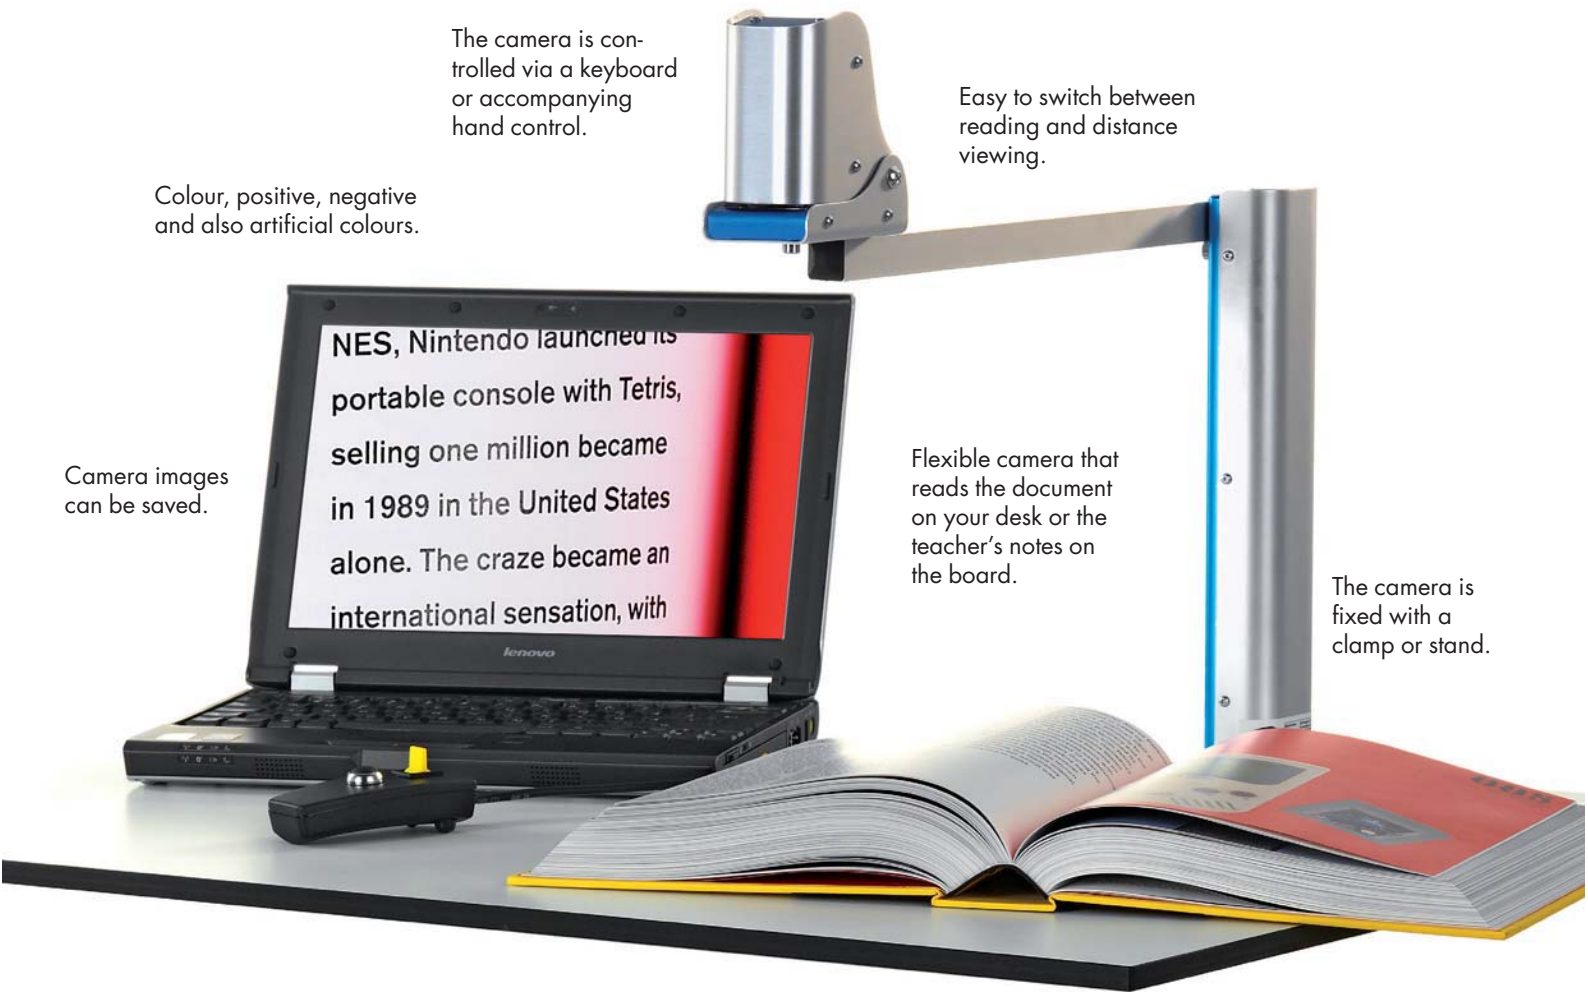 The camera is con-
trolled via a keyboard
or accompanying
hand control.
Easy to switch between
reading and distance
viewing.
Colour, positive, negative
and also artificial colours.
NES, Nintendo launched its
portable console with Tetris,
selling one million became
in 1989 in the United States
alone. The craze became an
international sensation, with
lenovo
Camera images
can be saved.
Flexible camera that
reads the document
on your desk or the
teacher's notes on
the board.
The camera is
fixed with a
clamp or stand.